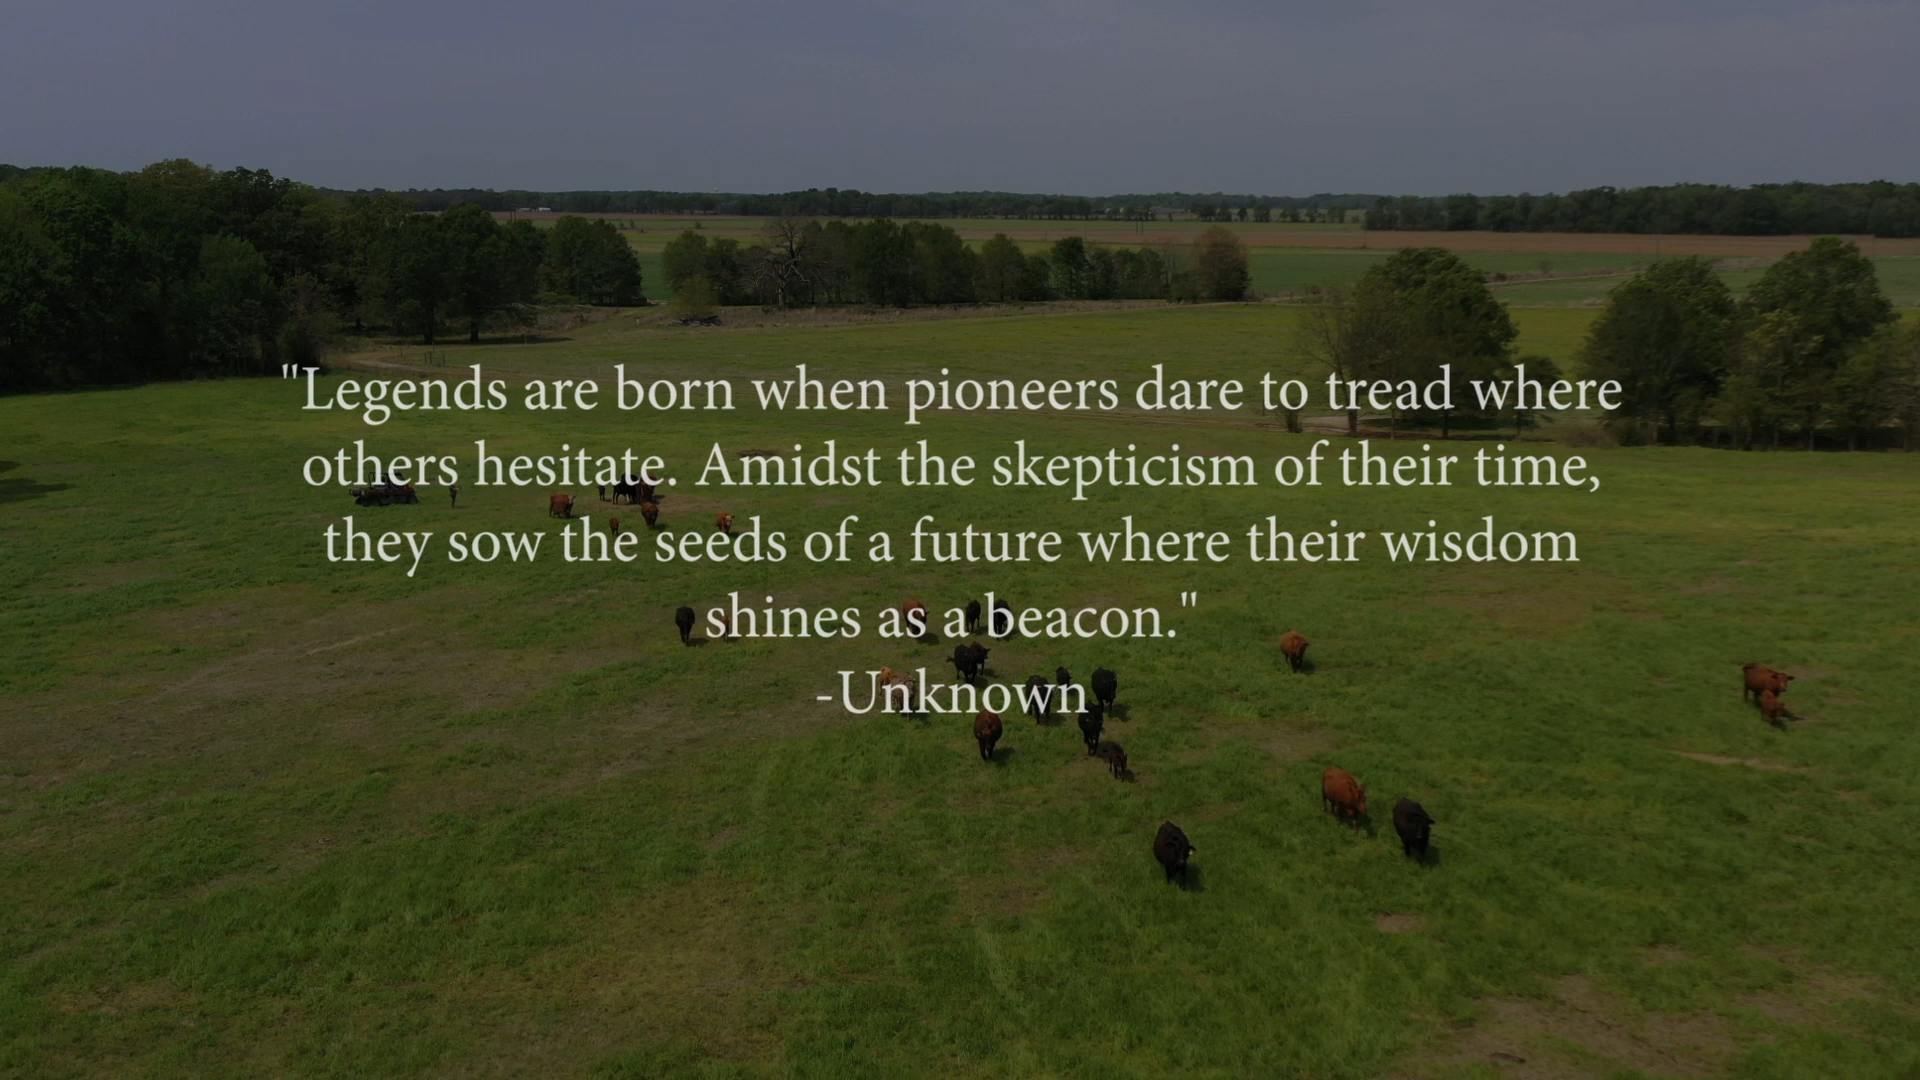 "Legends are born when pioneers dare to tread where
others hesitate. Amidst the skepticism of their time,
they sow the seeds of a future where their wisdom
shines as a beacon."
-Unknown